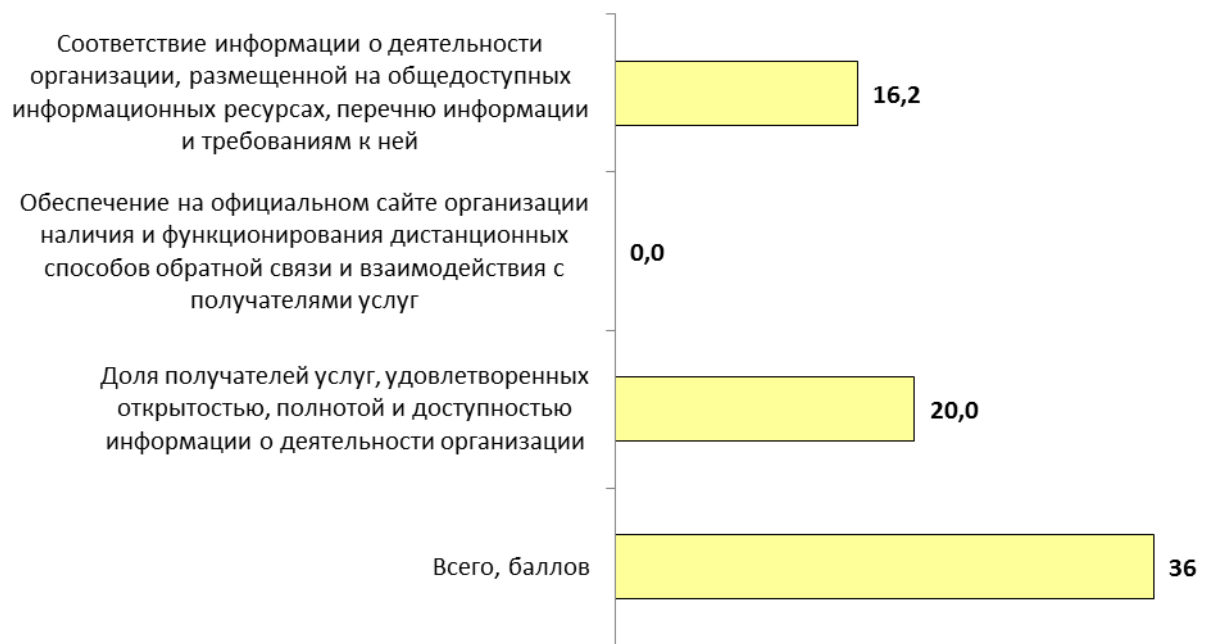 Соответствие информации о деятельности
организации, размещенной на общедоступных
информационных ресурсах, перечню информации
и требованиям к ней
16,2
Обеспечение на официальном сайте организации
наличия и функционирования дистанционных
способов обратной связи и взаимодействия с
получателями услуг
0,0
Доля получателей услуг, удовлетворенных
открытостью, полнотой и доступностью
информации о деятельности организации
20,0
Всего, баллов
36